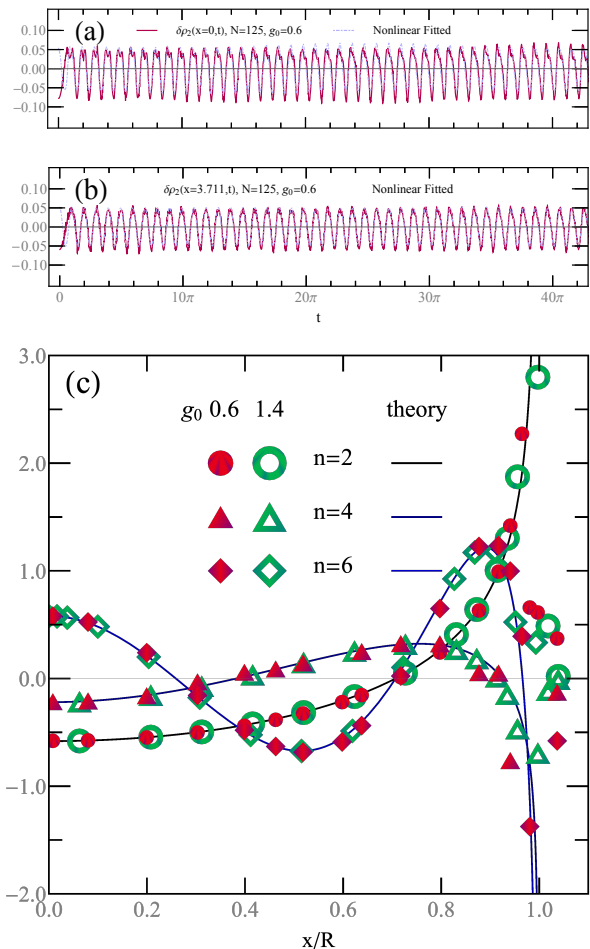 (a)
δρ2(x=0,t), N=125, g0=0.6 Nonlinear Fitted
0.10
0.05
0.00
−0.05
−0.10
(b)
δρ2(x=3.711,t), N=125, g0=0.6 Nonlinear Fitted
0.10
0.05
0.00
−0.05
−0.10
0 10π 20π 30π 40π
t
(c)
g0 0.6 1.4 theory
n=2
n=4
n=6
3.0
2.0
1.0
0.0
−1.0
−2.0
0.0 0.2 0.4 0.6 0.8 1.0
x/R